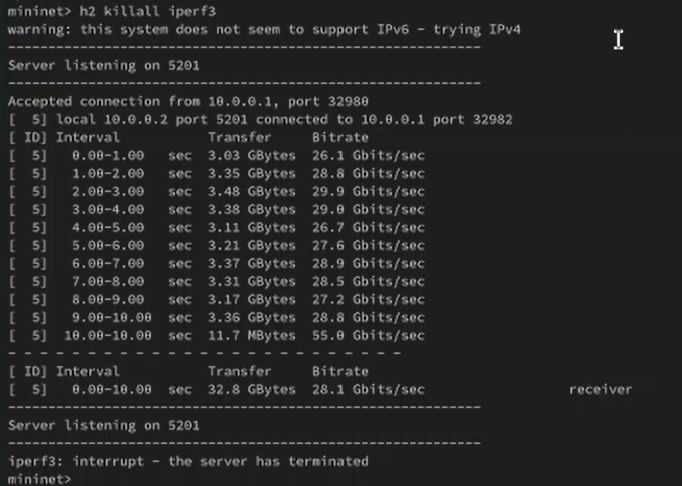 mininet> h2 killall iperf3
warning: this system does not seem to support IPv6 - trying IPv4
-----------------------------------------------------------
Server listening on 5201
-----------------------------------------------------------
Accepted connection from 10.0.0.1, port 32980
[  5] local 10.0.0.2 port 5201 connected to 10.0.0.1 port 32982
[ ID] Interval           Transfer     Bitrate
[  5]   0.00-1.00   sec  3.03 GBytes  26.1 Gbits/sec
[  5]   1.00-2.00   sec  3.35 GBytes  28.8 Gbits/sec
[  5]   2.00-3.00   sec  3.48 GBytes  29.9 Gbits/sec
[  5]   3.00-4.00   sec  3.38 GBytes  29.0 Gbits/sec
[  5]   4.00-5.00   sec  3.11 GBytes  26.7 Gbits/sec
[  5]   5.00-6.00   sec  3.21 GBytes  27.6 Gbits/sec
[  5]   6.00-7.00   sec  3.37 GBytes  28.9 Gbits/sec
[  5]   7.00-8.00   sec  3.31 GBytes  28.5 Gbits/sec
[  5]   8.00-9.00   sec  3.17 GBytes  27.2 Gbits/sec
[  5]   9.00-10.00  sec  3.36 GBytes  28.8 Gbits/sec
[  5]  10.00-10.00  sec  11.7 MBytes  55.0 Gbits/sec
- - - - - - - - - - - - - - - - - - - - - - - - -
[ ID] Interval           Transfer     Bitrate
[  5]   0.00-10.00  sec  32.8 GBytes  28.1 Gbits/sec                  receiver
-----------------------------------------------------------
Server listening on 5201
-----------------------------------------------------------
iperf3: interrupt - the server has terminated
mininet>